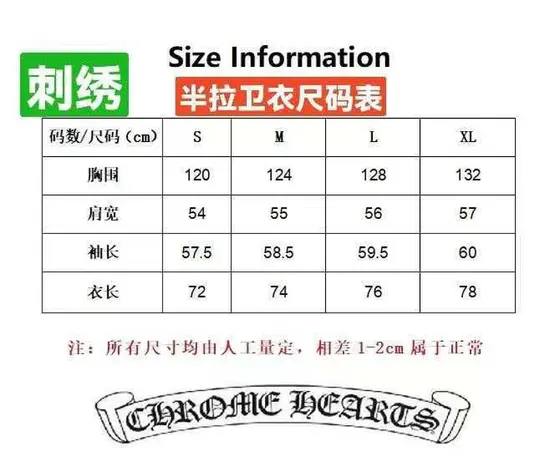 Size Information
刺绣
半拉卫衣尺码表
码数/尺码(cm) S M L XL
胸围 120 124 128 132
肩宽 54 55 56 57
袖长 57.5 58.5 59.5 60
衣长 72 74 76 78
注：所有尺寸均由人工量定，相差1-2cm属于正常
CHROME HEARTS